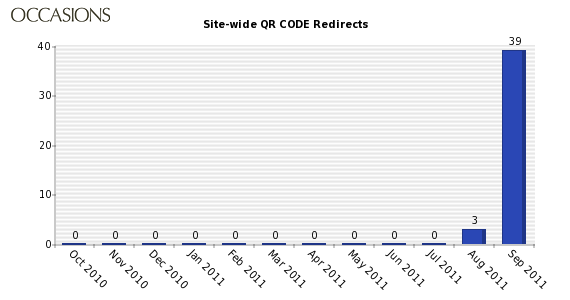 OCCASIONS
Site-wide QR CODE Redirects
40
30
20
10
0
0 0 0 0 0 0 0 0 0 0 3 39
Oct 2010 Nov 2010 Dec 2010 Jan 2011 Feb 2011 Mar 2011 Apr 2011 May 2011 Jun 2011 Jul 2011 Aug 2011 Sep 2011